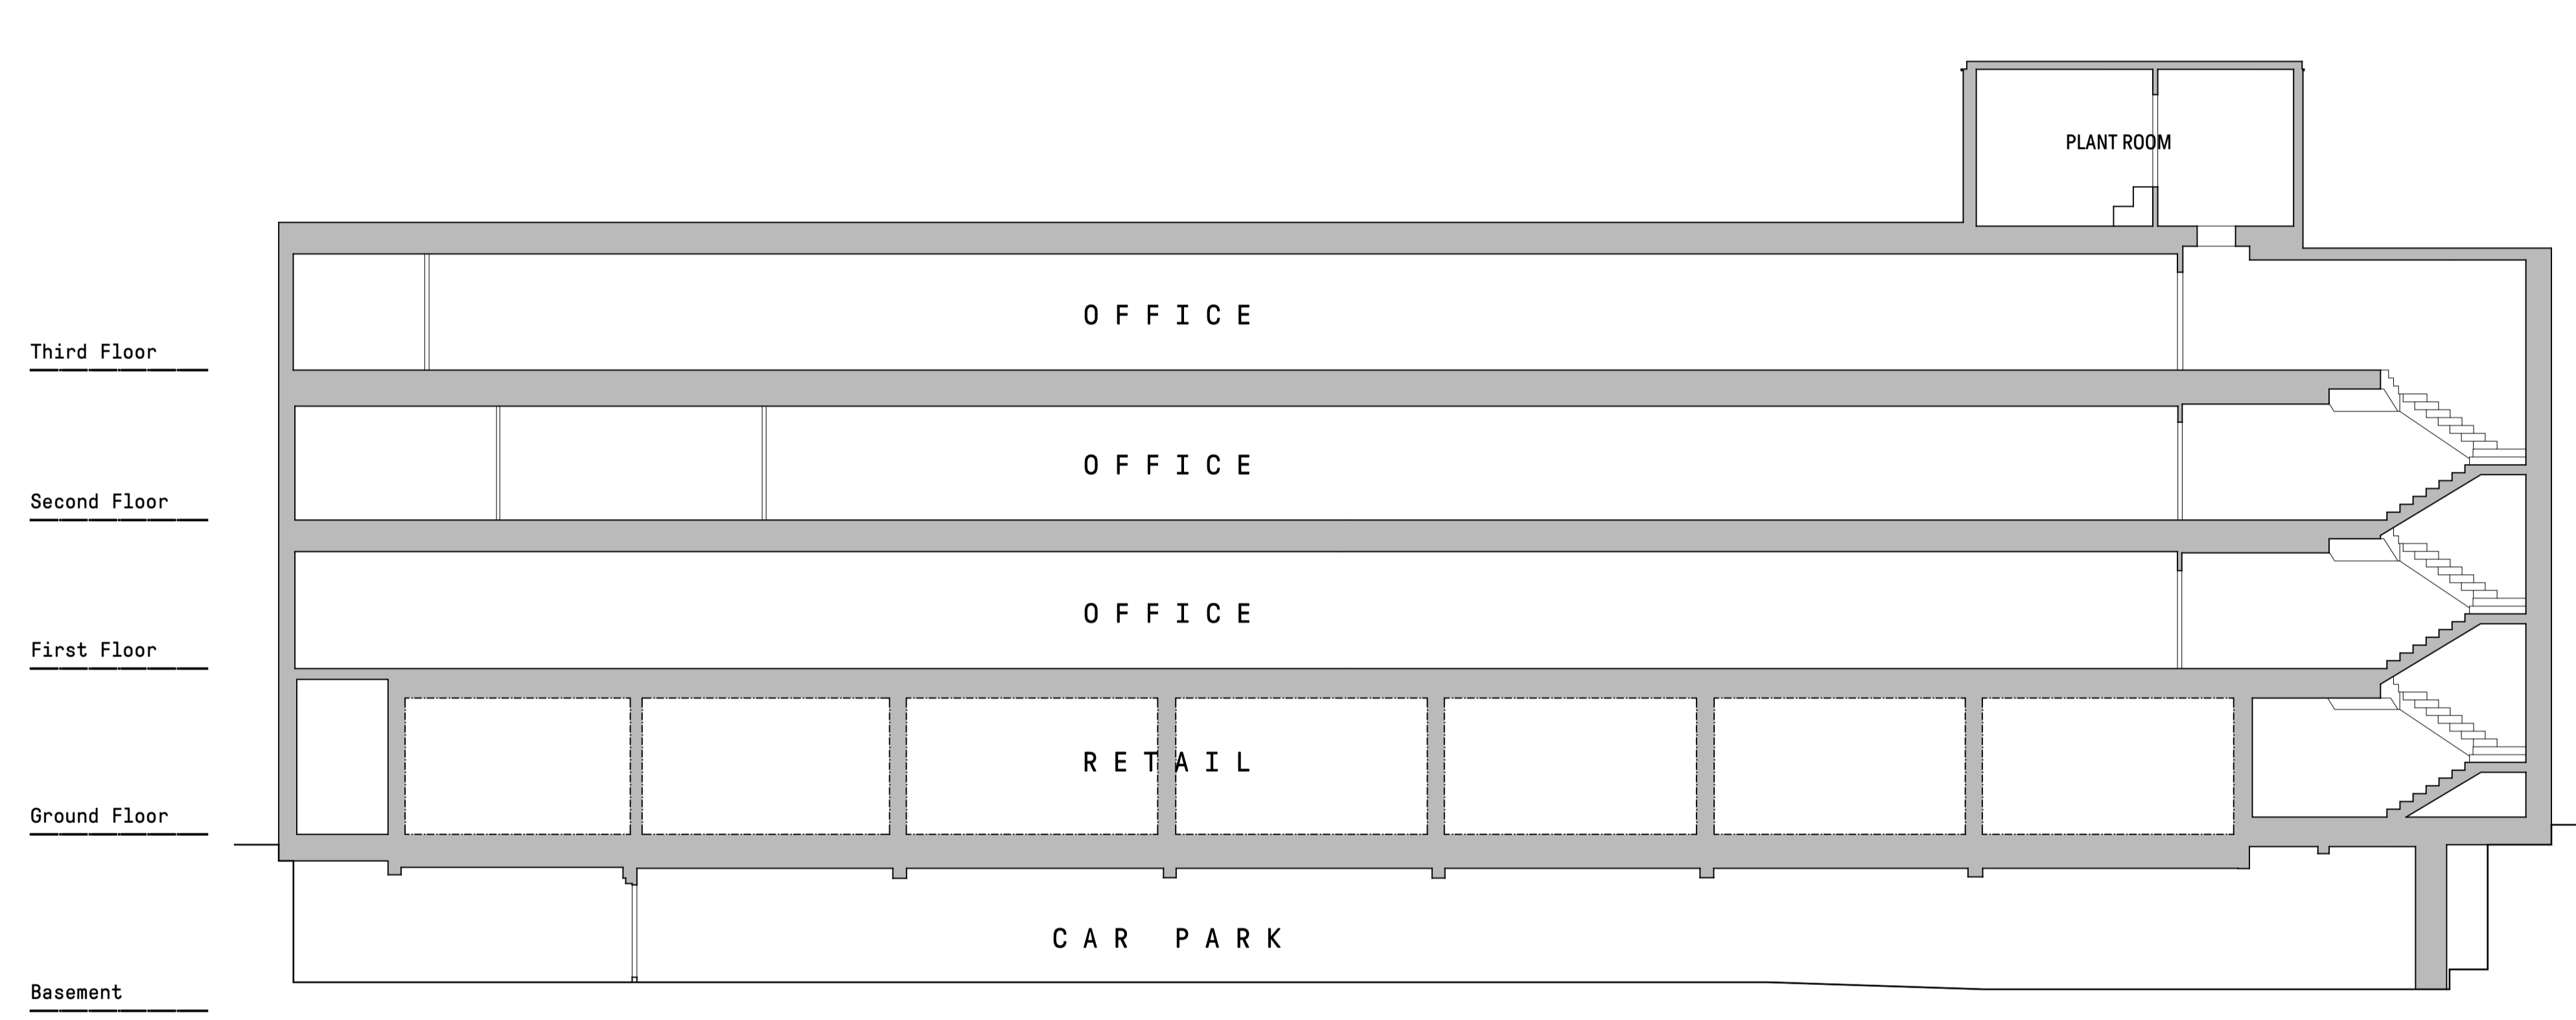 PLANT ROOM
OFFICE
Third Floor
OFFICE
Second Floor
OFFICE
First Floor
RETAIL
Ground Floor
CAR PARK
Basement